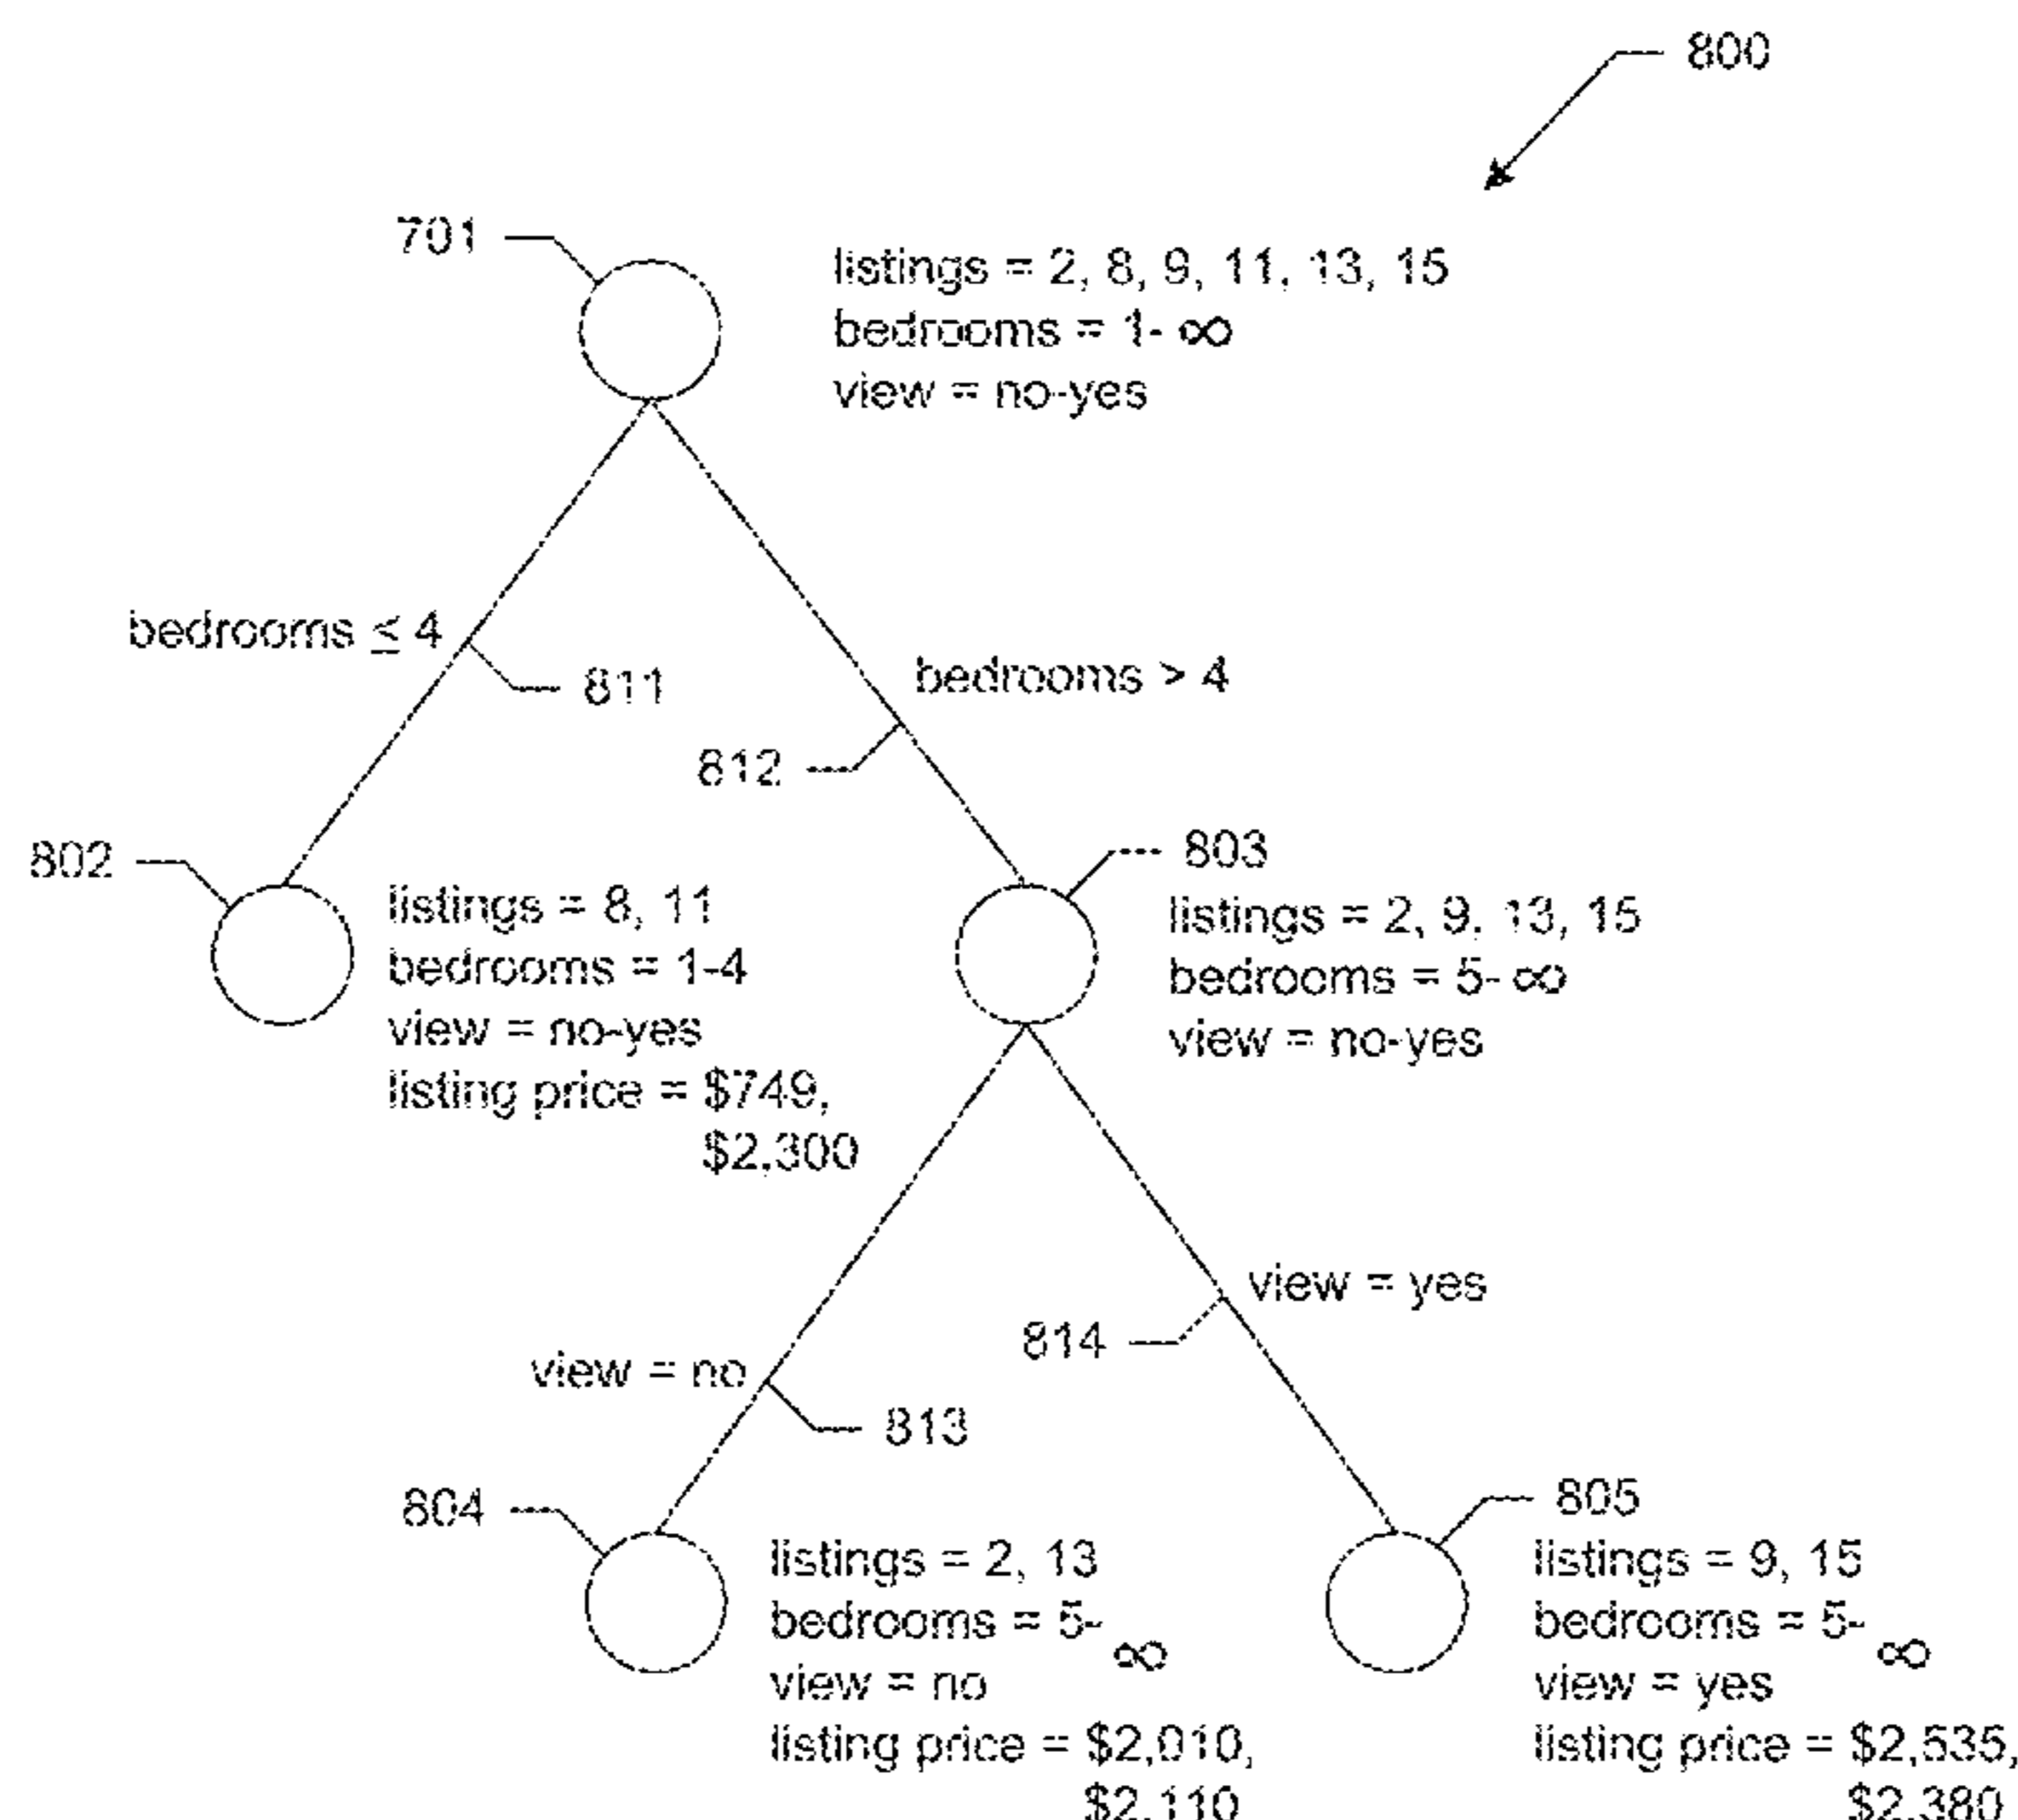 800
701
listings = 2, 8, 9, 11, 13, 15
bedrooms = 1- ∞
view = no-yes
bedrooms ≤ 4
811
bedrooms > 4
812
802
listings = 8, 11
bedrooms = 1-4
view = no-yes
listing price = $749,
$2,300
803
listings = 2, 9, 13, 15
bedrooms = 5- ∞
view = no-yes
view = yes
814
view = no
813
804
listings = 2, 13
bedrooms = 5- ∞
view = no
listing price = $2,010,
$2,110
805
listings = 9, 15
bedrooms = 5- ∞
view = yes
listing price = $2,535,
$2,380